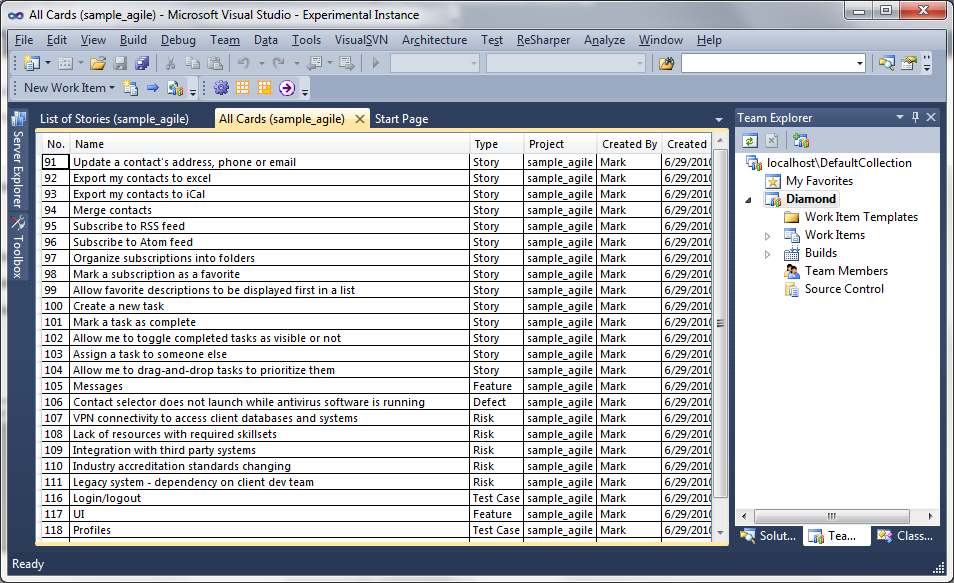 All Cards (sample_agile) - Microsoft Visual Studio - Experimental Instance
File Edit View Build Debug Team Data Tools VisualSVN Architecture Test ReSharper Analyze Window Help
New Work Item
Server Explorer
Toolbox
List of Stories (sample_agile) All Cards (sample_agile) Start Page
No. Name Type Project Created By Created
91 Update a contact's address, phone or email Story sample_agile Mark 6/29/2010
92 Export my contacts to excel Story sample_agile Mark 6/29/2010
93 Export my contacts to iCal Story sample_agile Mark 6/29/2010
94 Merge contacts Story sample_agile Mark 6/29/2010
95 Subscribe to RSS feed Story sample_agile Mark 6/29/2010
96 Subscribe to Atom feed Story sample_agile Mark 6/29/2010
97 Organize subscriptions into folders Story sample_agile Mark 6/29/2010
98 Mark a subscription as a favorite Story sample_agile Mark 6/29/2010
99 Allow favorite descriptions to be displayed first in a list Story sample_agile Mark 6/29/2010
100 Create a new task Story sample_agile Mark 6/29/2010
101 Mark a task as complete Story sample_agile Mark 6/29/2010
102 Allow me to toggle completed tasks as visible or not Story sample_agile Mark 6/29/2010
103 Assign a task to someone else Story sample_agile Mark 6/29/2010
104 Allow me to drag-and-drop tasks to prioritize them Story sample_agile Mark 6/29/2010
105 Messages Feature sample_agile Mark 6/29/2010
106 Contact selector does not launch while antivirus software is running Defect sample_agile Mark 6/29/2010
107 VPN connectivity to access client databases and systems Risk sample_agile Mark 6/29/2010
108 Lack of resources with required skillsets Risk sample_agile Mark 6/29/2010
109 Integration with third party systems Risk sample_agile Mark 6/29/2010
110 Industry accreditation standards changing Risk sample_agile Mark 6/29/2010
111 Legacy system - dependency on client dev team Risk sample_agile Mark 6/29/2010
116 Login/logout Test Case sample_agile Mark 6/29/2010
117 UI Feature sample_agile Mark 6/29/2010
118 Profiles Test Case sample_agile Mark 6/29/2010
Team Explorer
localhost\DefaultCollection
My Favorites
Diamond
Work Item Templates
Work Items
Builds
Team Members
Source Control
Solut... Tea... Class...
Ready